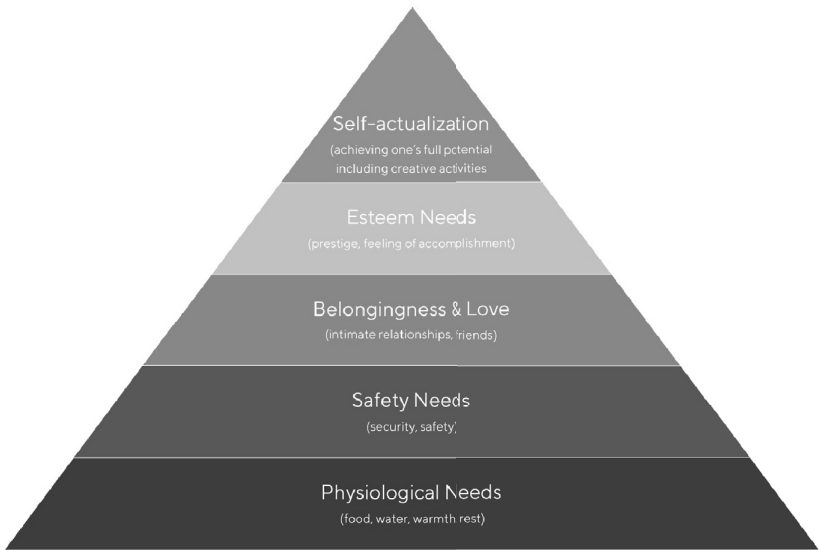 Self-actualization
(achieving one's full potential
including creative activities
Esteem Needs
(prestige, feeling of accomplishment)
Belongingness & Love
(intimate relationships, friends)
Safety Needs
(security, safety)
Physiological Needs
(food, water, warmth rest)